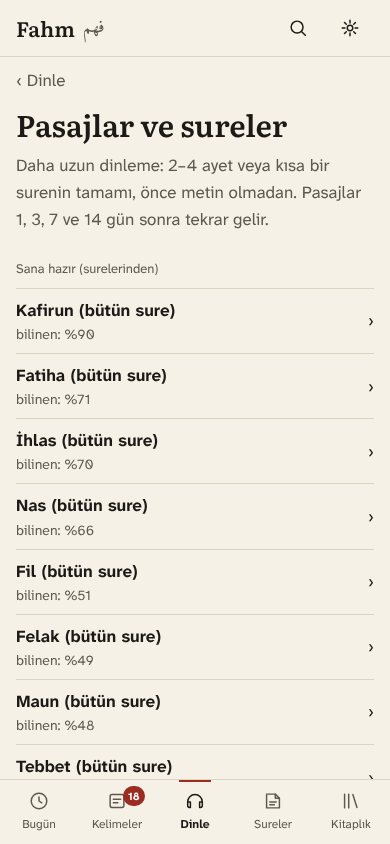 Fahm فهم
‹ Dinle
Pasajlar ve sureler
Daha uzun dinleme: 2–4 ayet veya kısa bir
surenin tamamı, önce metin olmadan. Pasajlar
1, 3, 7 ve 14 gün sonra tekrar gelir.
Sana hazır (surelerinden)
Kafirun (bütün sure)
bilinen: %90
›
Fatiha (bütün sure)
bilinen: %71
›
İhlas (bütün sure)
bilinen: %70
›
Nas (bütün sure)
bilinen: %66
›
Fil (bütün sure)
bilinen: %51
›
Felak (bütün sure)
bilinen: %49
›
Maun (bütün sure)
bilinen: %48
›
Tebbet (bütün sure)
18
Bugün Kelimeler Dinle Sureler Kitaplık